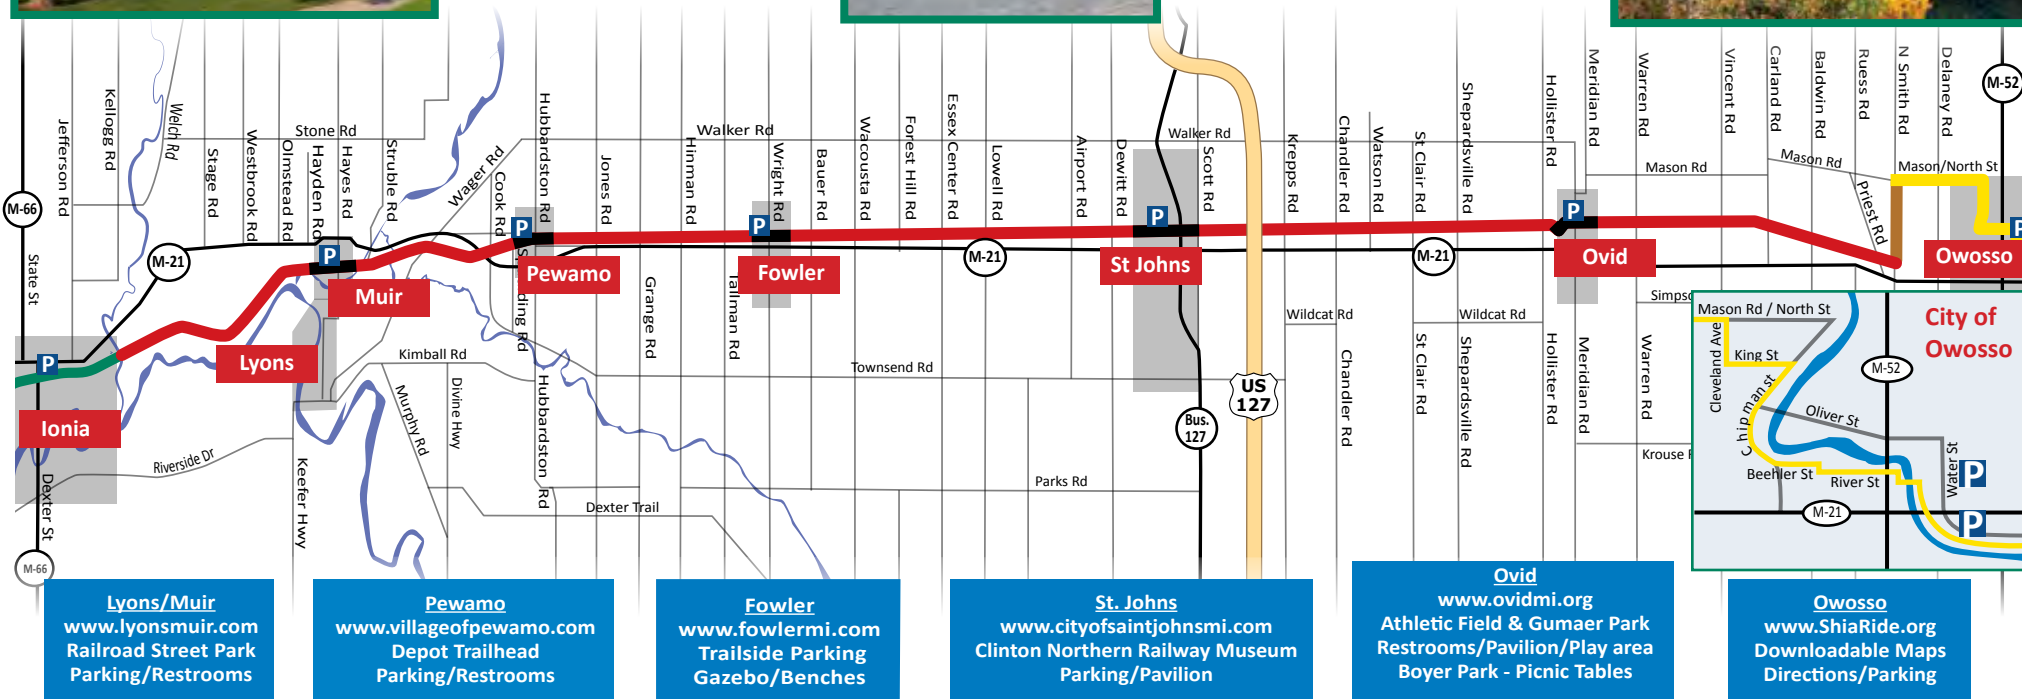 Jefferson Rd
Kellogg Rd
Welch Rd
Stage Rd
Westbrook Rd
Olmstead Rd
Hayden Rd
Hayes Rd
Stone Rd
Struble Rd
Wager Rd
Cook Rd
Hubbardston Rd
Jones Rd
Hinman Rd
Walker Rd
Wright Rd
Bauer Rd
Wacousta Rd
Forest Hill Rd
Essex Center Rd
Lowell Rd
Airport Rd
Dewitt Rd
Walker Rd
Scott Rd
Krepps Rd
Chandler Rd
Watson Rd
St Clair Rd
Shepardsville Rd
Hollister Rd
Meridian Rd
Warren Rd
Mason Rd
Vincent Rd
Carland Rd
Mason Rd
Baldwin Rd
Ruess Rd
Priest Rd
N Smith Rd
Mason/North St
Delaney Rd
M-52
M-66
State St
M-21
P
P
P
P
P
P
P
Muir
Lyons
Ionia
Pewamo
Fowler
M-21
St Johns
M-21
Ovid
Owosso
Grange Rd
Tallman Rd
Kimball Rd
Murphy Rd
Divine Hwy
Hubbardston Rd
Townsend Rd
Wildcat Rd
Wildcat Rd
Chandler Rd
St Clair Rd
Shepardsville Rd
Hollister Rd
Meridian Rd
Warren Rd
US
127
Bus.
127
Riverside Dr
Dexter St
M-66
Keefer Hwy
Dexter Trail
Parks Rd
Mason Rd / North St
City of
Owosso
Cleveland Ave
King St
M-52
Chipman st
Oliver St
Beehler St
River St
Water St
P
P
M-21
Lyons/Muir
www.lyonsmuir.com
Railroad Street Park
Parking/Restrooms
Pewamo
www.villageofpewamo.com
Depot Trailhead
Parking/Restrooms
Fowler
www.fowlermi.com
Trailside Parking
Gazebo/Benches
St. Johns
www.cityofsaintjohnsmi.com
Clinton Northern Railway Museum
Parking/Pavilion
Ovid
www.ovidmi.org
Athletic Field & Gumaer Park
Restrooms/Pavilion/Play area
Boyer Park - Picnic Tables
Owosso
www.ShiaRide.org
Downloadable Maps
Directions/Parking